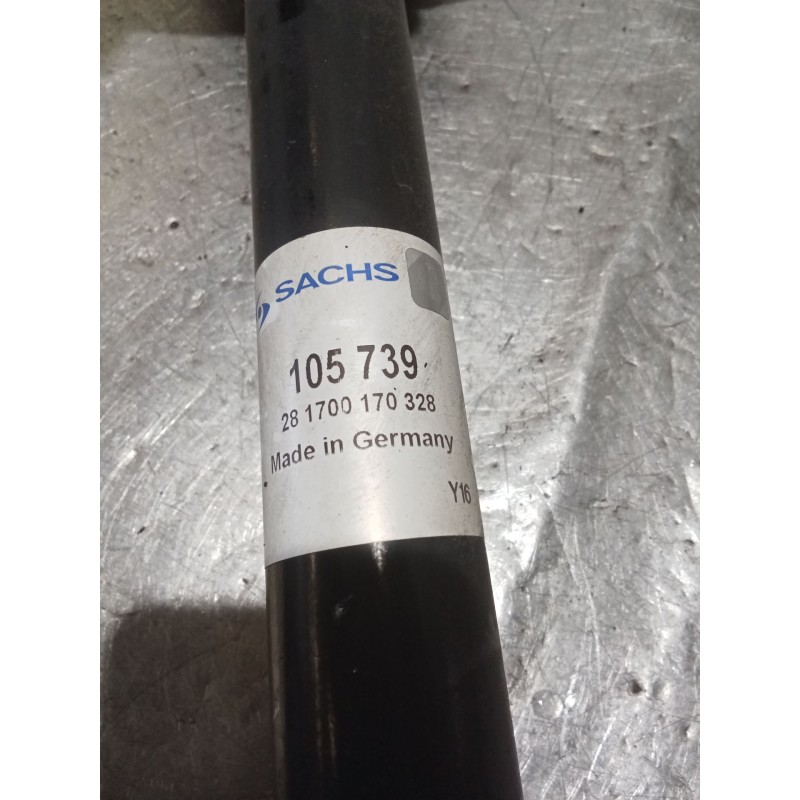 SACHS
105 739
28 1700 170 328
Made in Germany
Y16